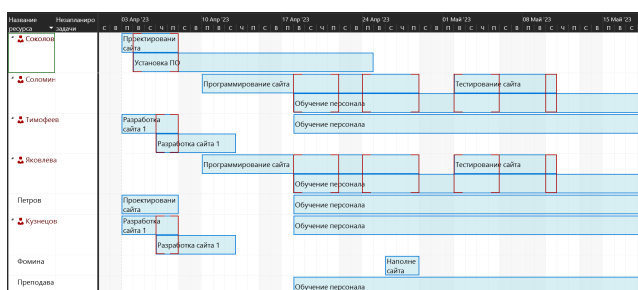 Название ресурса
Незапланиро задачи
03 Апр '23
10 Апр '23
17 Апр '23
24 Апр '23
01 Май '23
08 Май '23
15 Май '23
С В П В С Ч П С В П В С Ч П С В П В С Ч П С В П В С Ч П С В П В С Ч П С В П В С Ч П С В П В С
Соколов
Проектировани сайта
Установка ПО
Соломин
Программирование сайта
Тестирование сайта
Обучение персонала
Тимофеев
Разработка сайта 1
Обучение персонала
Разработка сайта 1
Яковлева
Программирование сайта
Тестирование сайта
Обучение персонала
Петров
Проектировани сайта
Обучение персонала
Кузнецов
Разработка сайта 1
Обучение персонала
Разработка сайта 1
Фомина
Наполне сайта
Преподава
Обучение персонала